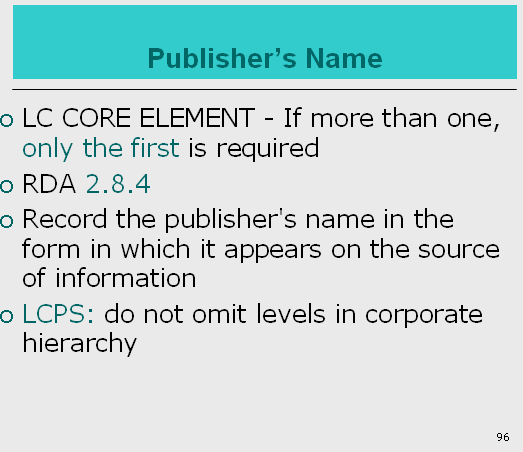 Publisher's Name
LC CORE ELEMENT - If more than one,
only the first is required
RDA 2.8.4
Record the publisher's name in the
form in which it appears on the source
of information
LCPS: do not omit levels in corporate
hierarchy
96